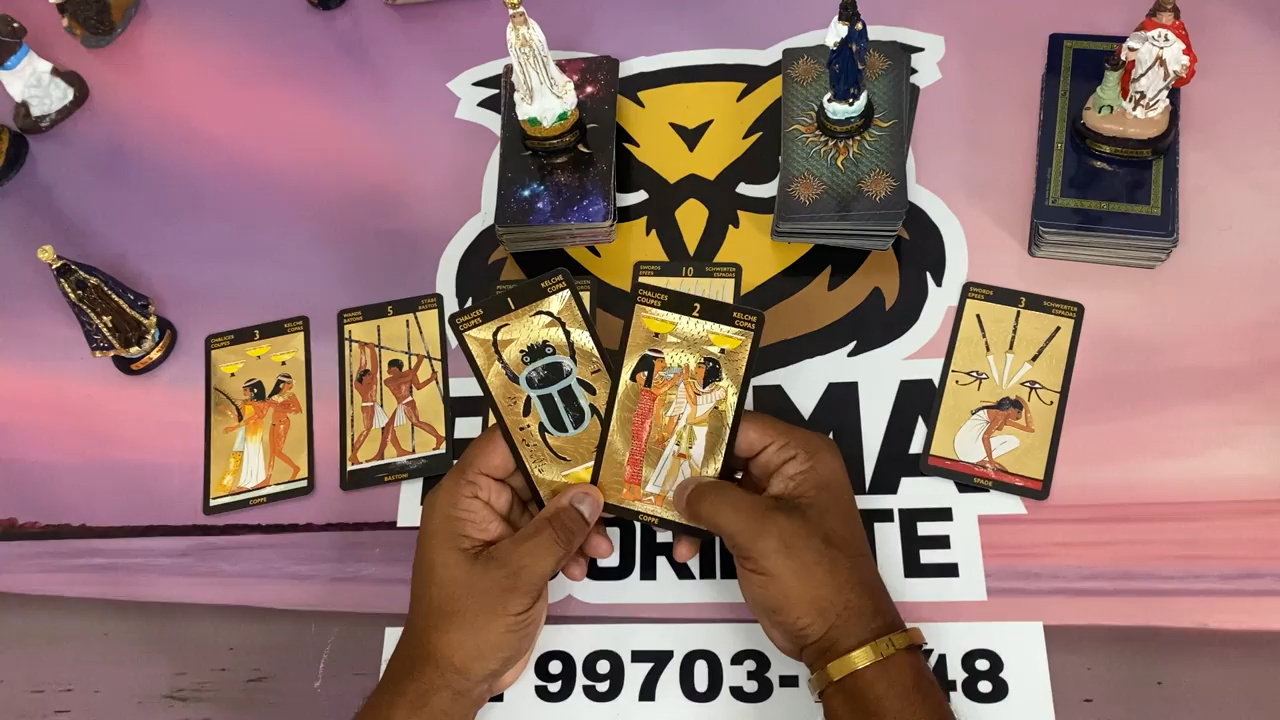 SWORDS
EPEES
10
SCHWERTER
ESPADAS
CHALICES
COUPES
1
KELCHE
COPAS
CHALICES
COUPES
2
KELCHE
COPAS
COPPE
CHALICES
COUPES
3
KELCHE
COPAS
COPPE
WANDS
BATONS
5
STÄBE
BASTOS
BASTONI
SWORDS
EPEES
3
SCHWERTER
ESPADAS
SPADE
MA
TE
99703-
48